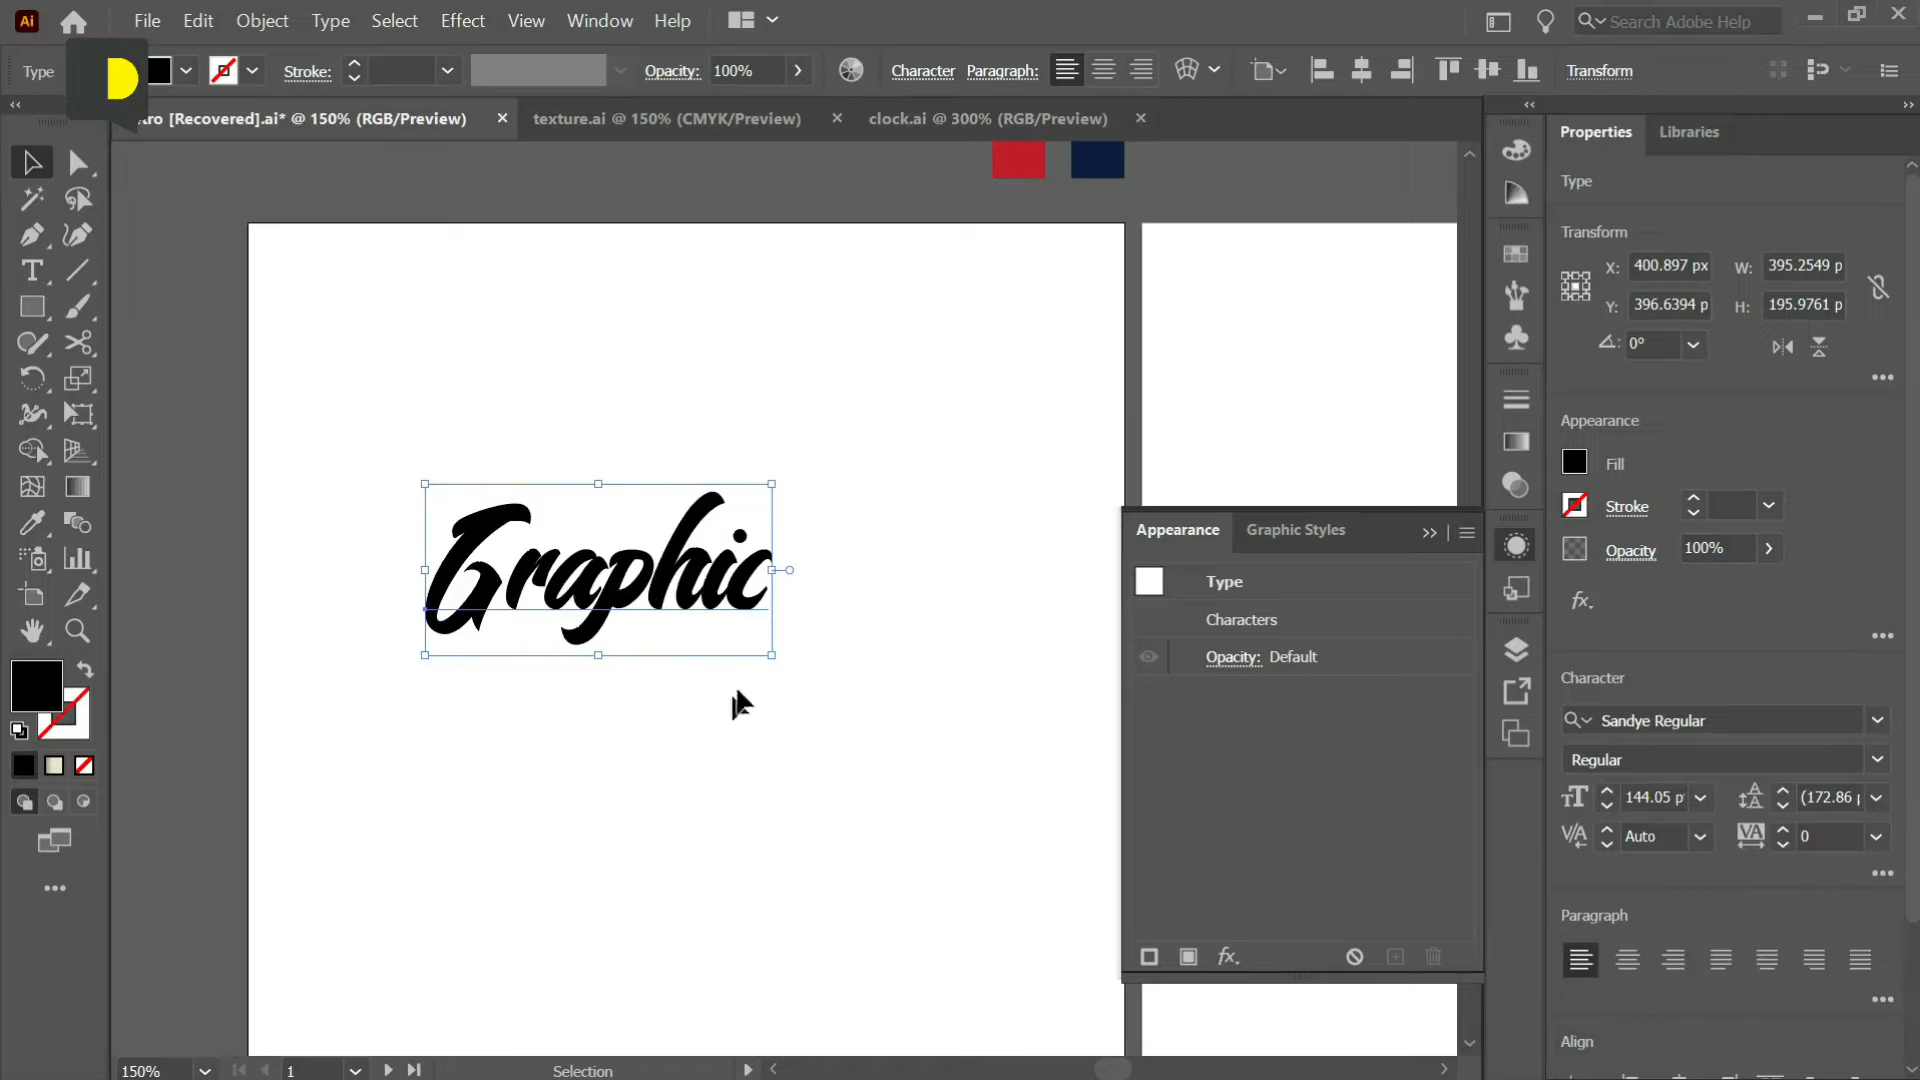 Ai
File
Edit
Object
Type
Select
Effect
View
Window
Help
Search Adobe Help
Type
Stroke:
Opacity:
100%
Character
Paragraph:
Transform
tro [Recovered].ai* @ 150% (RGB/Preview)
texture.ai @ 150% (CMYK/Preview)
clock.ai @ 300% (RGB/Preview)
Properties
Libraries
Type
Transform
X:
400.897 px
W:
395.2549 p
Y:
396.6394 p
H:
195.9761 p
0°
Appearance
Fill
Stroke
Opacity
100%
fx
Character
Sandye Regular
Regular
144.05 p
(172.86 p
Auto
0
Paragraph
Align
Graphic
Appearance
Graphic Styles
Type
Characters
Opacity: Default
fx
150%
1
Selection